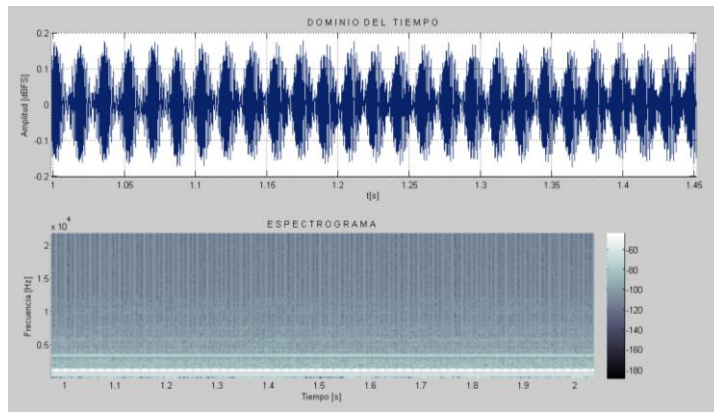 DOMINIO DEL TIEMPO
0.2
0.1
0
-0.1
-0.2
Amplitud [dBFS]
1 1.05 1.1 1.15 1.2 1.25 1.3 1.35 1.4 1.45
t[s]
ESPECTROGRAMA
x 10^4
2
1.5
1
0.5
Frecuencia [Hz]
1 1.1 1.2 1.3 1.4 1.5 1.6 1.7 1.8 1.9 2
Tiempo [s]
-60
-80
-100
-120
-140
-160
-180